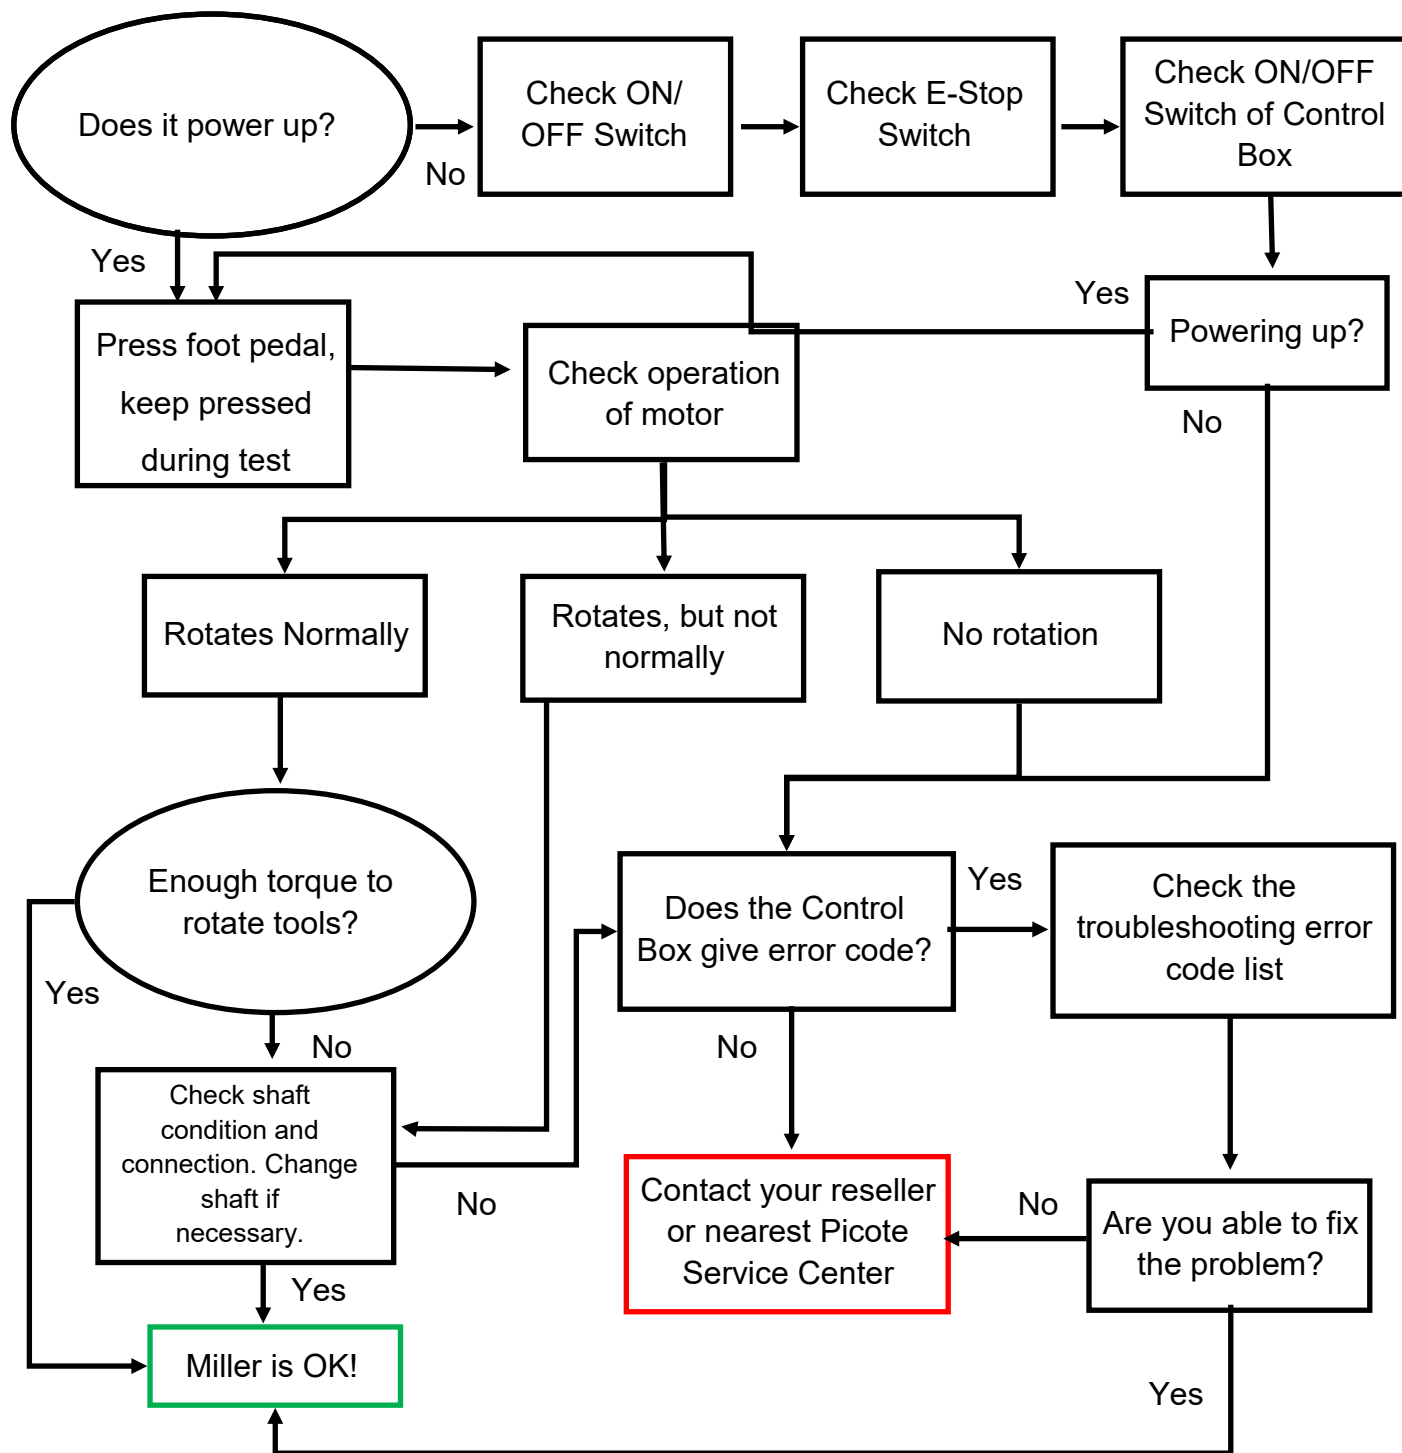 Does it power up?
No
Check ON/
OFF Switch
Check E-Stop
Switch
Check ON/OFF
Switch of Control
Box
Yes
Yes
Powering up?
No
Press foot pedal,
keep pressed
during test
Check operation
of motor
Rotates Normally
Rotates, but not
normally
No rotation
Enough torque to
rotate tools?
Yes
No
Does the Control
Box give error code?
Yes
Check the
troubleshooting error
code list
No
Check shaft
condition and
connection. Change
shaft if
necessary.
No
Yes
Contact your reseller
or nearest Picote
Service Center
No
Are you able to fix
the problem?
Miller is OK!
Yes